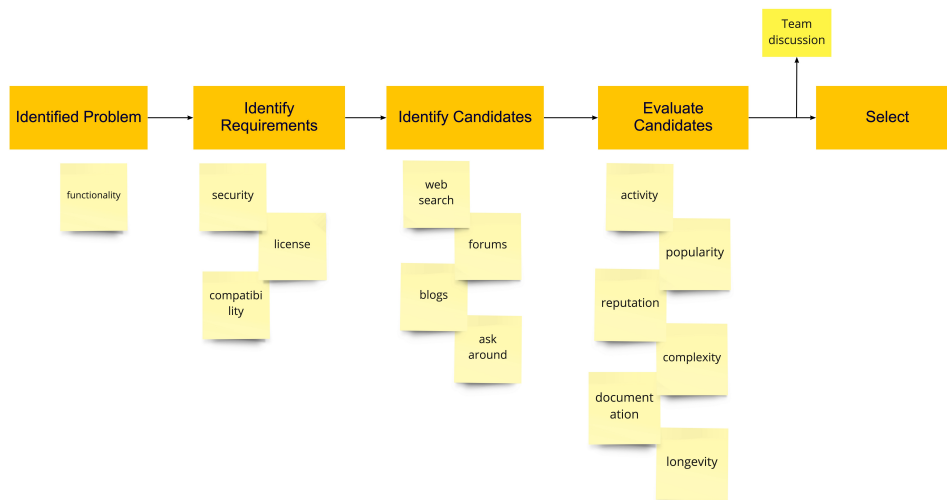 Team
discussion
Identified Problem
Identify
Requirements
Identify Candidates
Evaluate
Candidates
Select
functionality
security
license
compatibi
lity
web
search
forums
blogs
ask
around
activity
popularity
reputation
complexity
document
ation
longevity